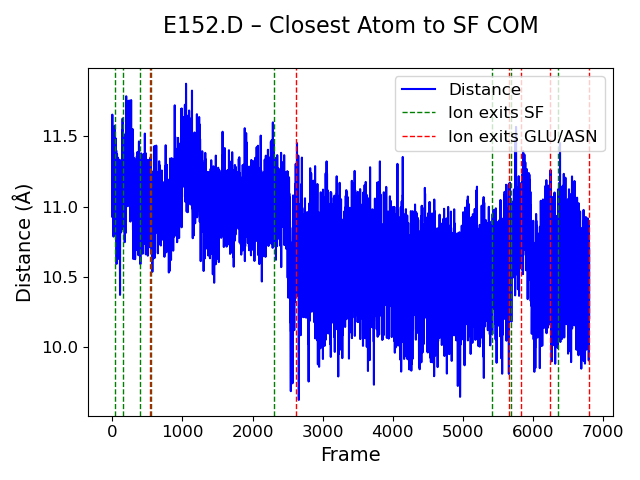 E152.D – Closest Atom to SF COM
Distance
Ion exits SF
Ion exits GLU/ASN
Distance (Å)
11.5
11.0
10.5
10.0
0 1000 2000 3000 4000 5000 6000 7000
Frame